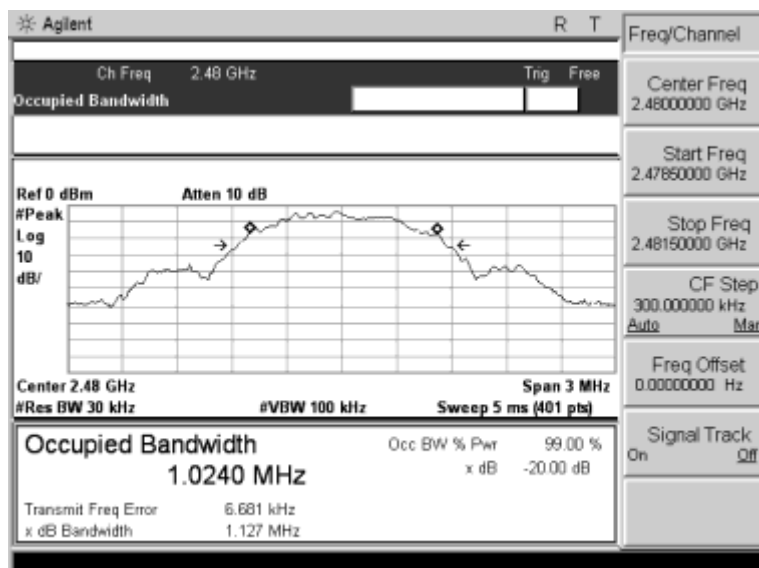 Agilent R T
Ch Freq 2.48 GHz Trig Free
Occupied Bandwidth
Ref 0 dBm Atten 10 dB
#Peak
Log
10
dB/
Center 2.48 GHz Span 3 MHz
#Res BW 30 kHz #VBW 100 kHz Sweep 5 ms (401 pts)
Occupied Bandwidth
1.0240 MHz
Occ BW % Pwr 99.00 %
x dB -20.00 dB
Transmit Freq Error 6.681 kHz
x dB Bandwidth 1.127 MHz
Freq/Channel
Center Freq
2.48000000 GHz
Start Freq
2.47850000 GHz
Stop Freq
2.48150000 GHz
CF Step
300.000000 kHz
Auto Man
Freq Offset
0.00000000 Hz
Signal Track
On Off